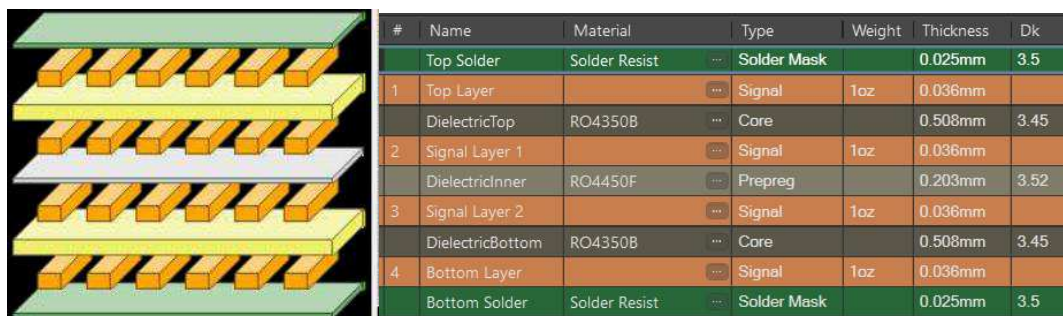 # Name Material Type Weight Thickness Dk
Top Solder Solder Resist ... Solder Mask 0.025mm 3.5
1 Top Layer ... Signal 1oz 0.036mm
DielectricTop RO4350B ... Core 0.508mm 3.45
2 Signal Layer 1 ... Signal 1oz 0.036mm
DielectricInner RO4450F ... Prepreg 0.203mm 3.52
3 Signal Layer 2 ... Signal 1oz 0.036mm
DielectricBottom RO4350B ... Core 0.508mm 3.45
4 Bottom Layer ... Signal 1oz 0.036mm
Bottom Solder Solder Resist ... Solder Mask 0.025mm 3.5